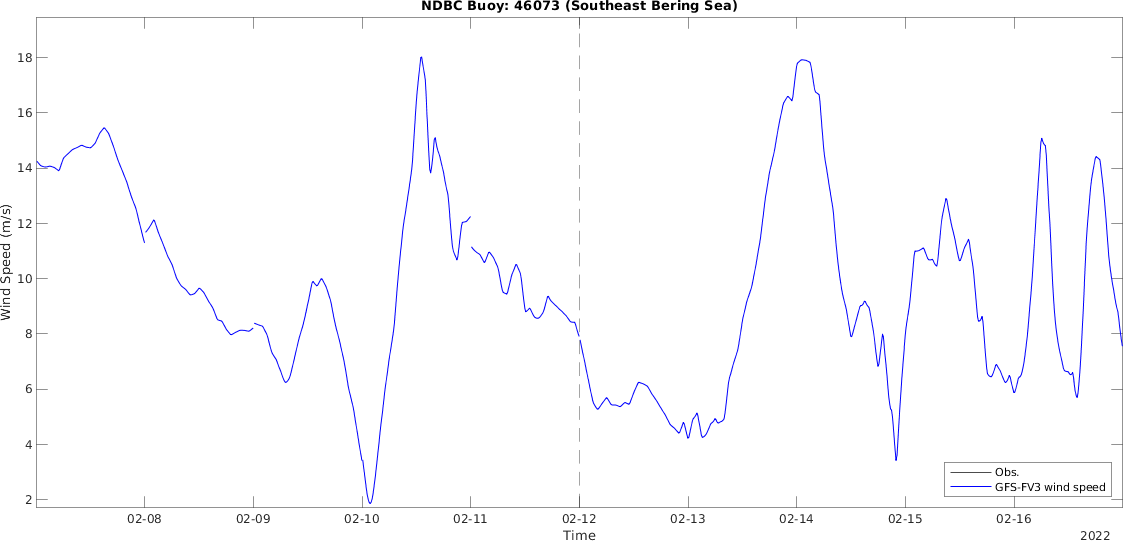 NDBC Buoy: 46073 (Southeast Bering Sea)
18
16
14
12
10
8
6
4
2
Wind Speed (m/s)
02-08 02-09 02-10 02-11 02-12 02-13 02-14 02-15 02-16
Time
2022
Obs.
GFS-FV3 wind speed